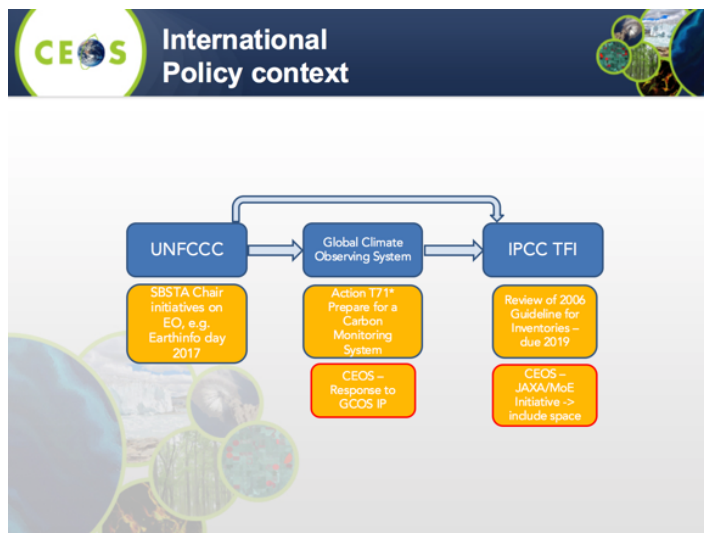 CEOS
International
Policy context
UNFCCC
Global Climate
Observing System
IPCC TFI
SBSTA Chair
initiatives on
EO, e.g.
Earthinfo day
2017
Action T71*
Prepare for a
Carbon
Monitoring
System
Review of 2006
Guideline for
Inventories –
due 2019
CEOS –
Response to
GCOS IP
CEOS –
JAXA/MoE
Initiative -> 
include space